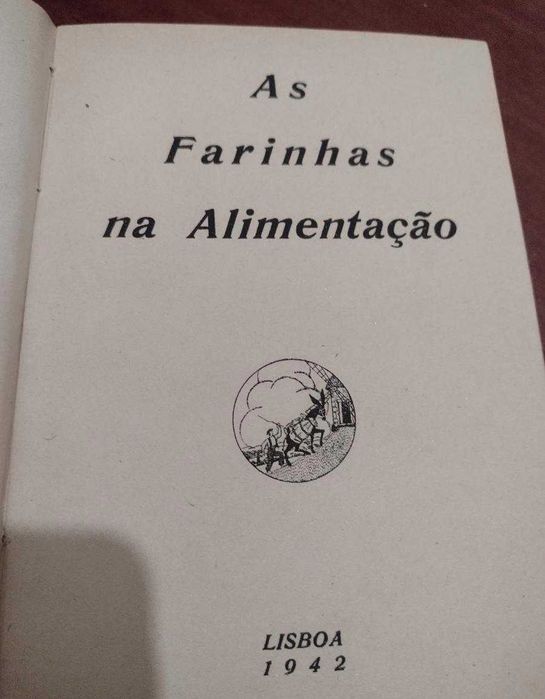 As
Farinhas
na Alimentação
LISBOA
1942